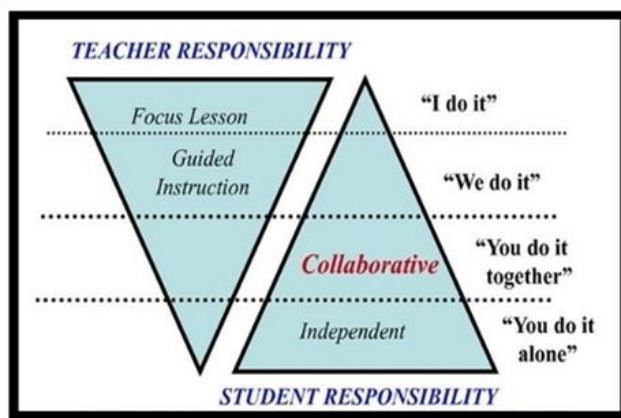 TEACHER RESPONSIBILITY
Focus Lesson
“I do it”
Guided
Instruction
“We do it”
Collaborative
“You do it
together”
Independent
“You do it
alone”
STUDENT RESPONSIBILITY